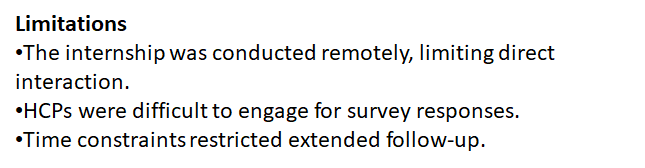 Limitations
•The internship was conducted remotely, limiting direct
interaction.
•HCPs were difficult to engage for survey responses.
•Time constraints restricted extended follow-up.